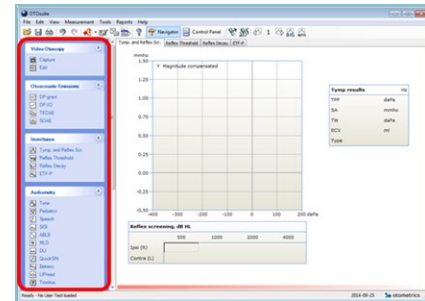 OTOsuite
File Edit View Measurement Tools Reports Help
Navigator Control Panel
Video Otoscopy
Capture
Edit
Otoacoustic Emissions
DP-gram
DP I/O
TEOAE
SOAE
Immittance
Tymp. and Reflex Scr.
Reflex Threshold
Reflex Decay
ETF-P
Audiometry
Tone
Pediatric
Speech
SISI
ABLB
MLD
DLI
QuickSIN
Bekesy
Tinnitus
Tymp. and Reflex Scr. Reflex Threshold Reflex Decay ETF-P
mmho
Y Magnitude compensated
1.50
1.25
1.00
0.75
0.50
0.25
0.00
-0.25
-0.50
-400 -300 -200 -100 0 100 200 daPa
Tymp results Hz
TPP daPa
SA mmho
TW daPa
ECV ml
Type
Reflex screening, dB HL
500 1000 2000 4000
Ipsi (R)
Contra (L)
Ready - No User Test loaded
2014-09-25 otometrics